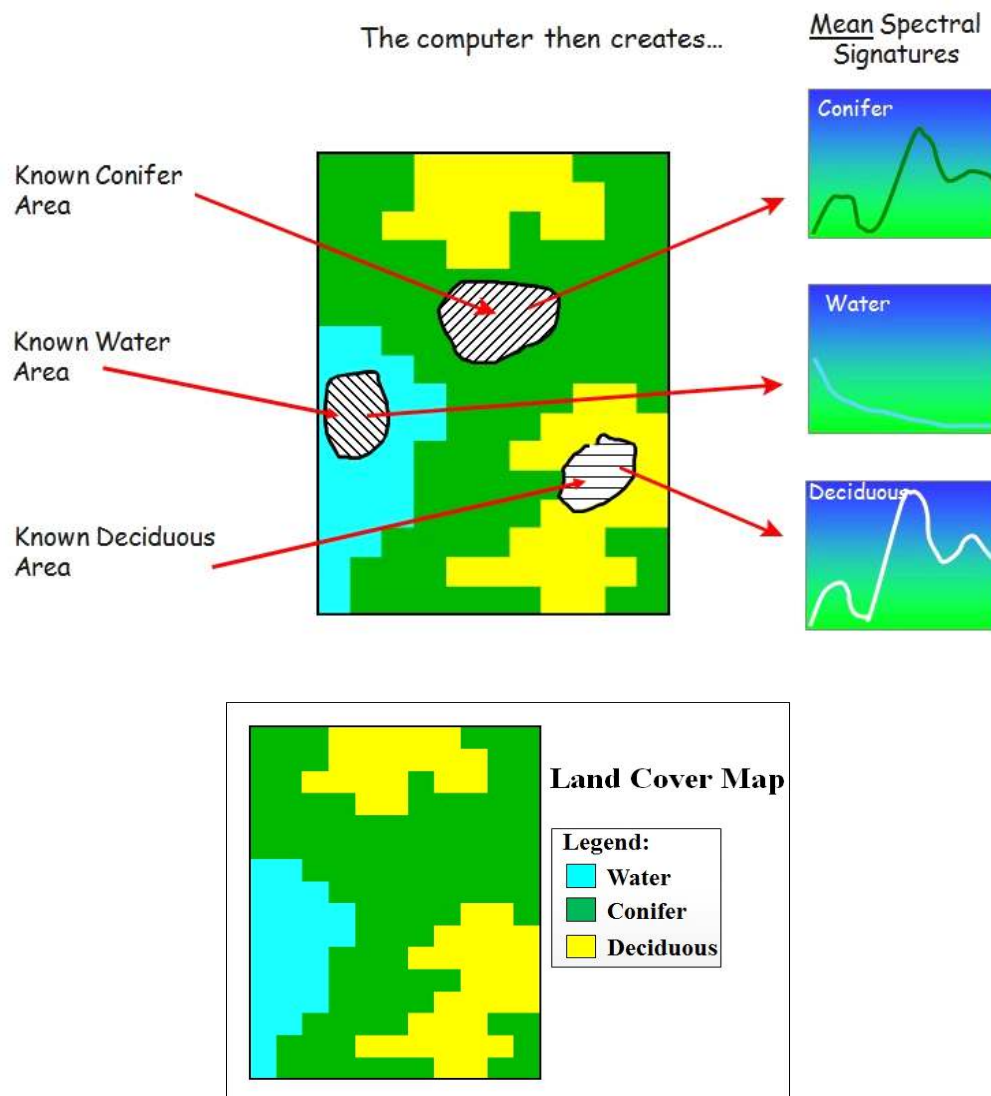 The computer then creates...
Mean Spectral
Signatures
Conifer
Known Conifer
Area
Water
Known Water
Area
Deciduous
Known Deciduous
Area
Land Cover Map
Legend:
Water
Conifer
Deciduous